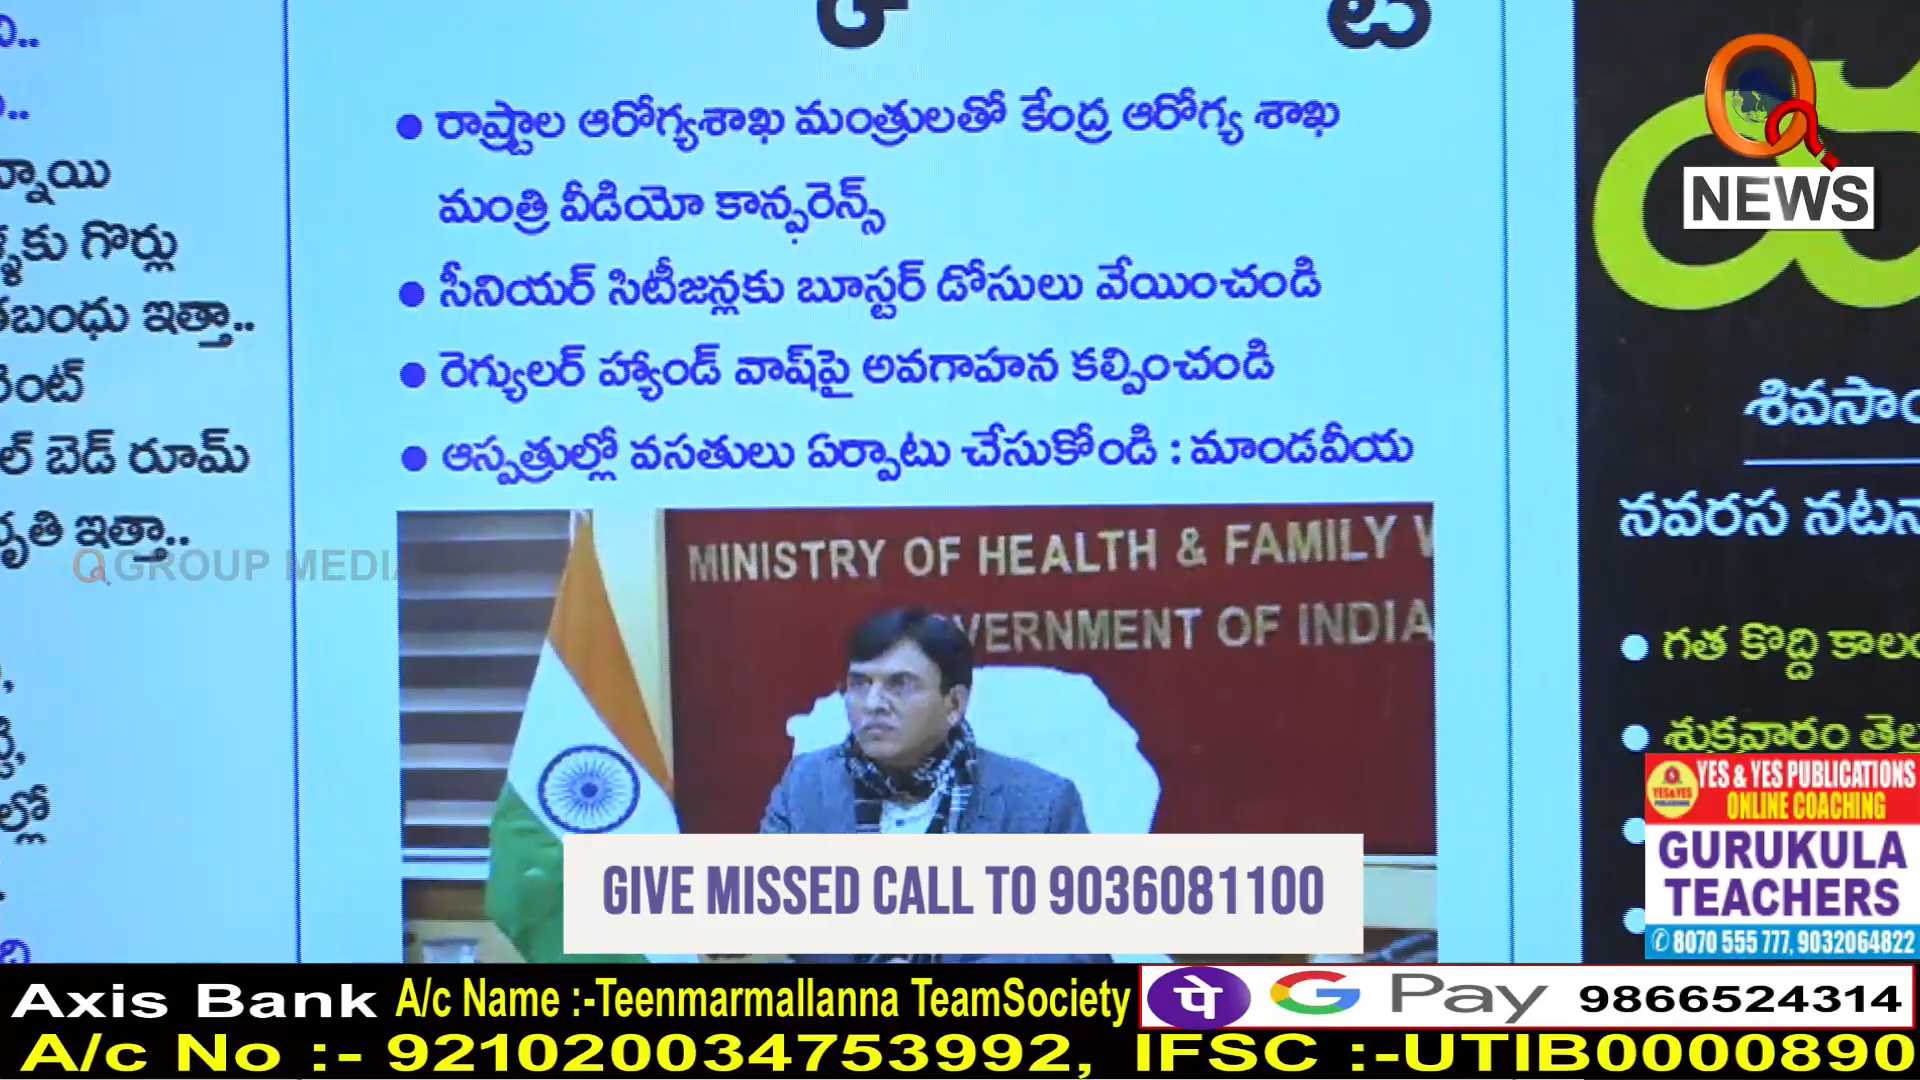 NEWS
రాష్ట్రాల ఆరోగ్యశాఖ మంత్రులతో కేంద్ర ఆరోగ్య శాఖ
మంత్రి వీడియో కాన్ఫరెన్స్
సీనియర్ సిటీజన్లకు బూస్టర్ డోసులు వేయించండి
రెగ్యులర్ హ్యాండ్ వాష్‌పై అవగాహన కల్పించండి
ఆస్పత్రుల్లో వసతులు ఏర్పాటు చేసుకోండి : మాండవీయ
గొర్లు
ఇత్తా..
బెడ్ రూమ్
ఇత్తా..
GROUP MEDIA
MINISTRY OF HEALTH & FAMILY
OF INDIA
నవరస
గత కొద్ది
శుక్రవారం
GIVE MISSED CALL TO 9036081100
YES & YES PUBLICATIONS
ONLINE COACHING
GURUKULA
TEACHERS
8070 555 777, 9032064822
Axis Bank A/c Name :-Teenmarmallanna TeamSociety
पे G Pay 9866524314
A/c No :- 921020034753992, IFSC :-UTIB0000890